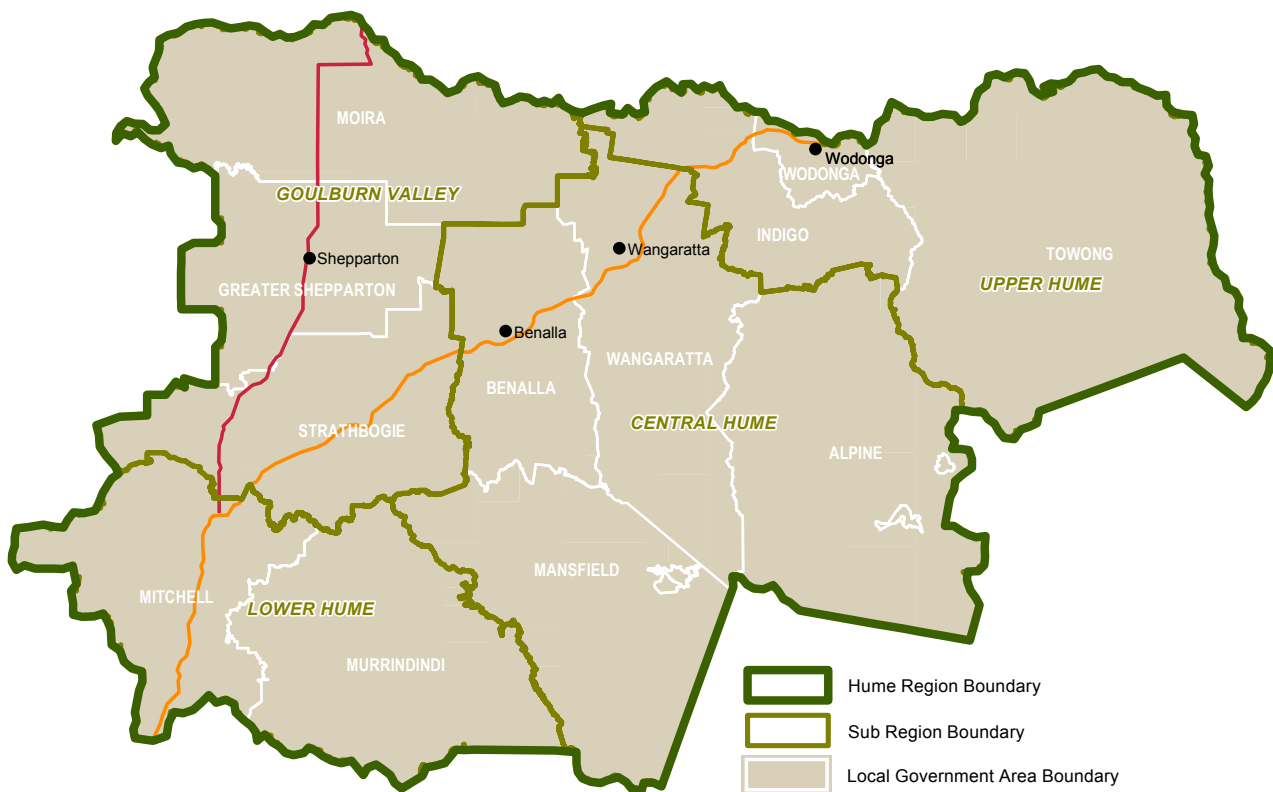 MOIRA
Wodonga
WODONGA
GOULBURN VALLEY
INDIGO
Wangaratta
TOWONG
Shepparton
UPPER HUME
GREATER SHEPPARTON
Benalla
WANGARATTA
BENALLA
CENTRAL HUME
STRATHBOGIE
ALPINE
MANSFIELD
MITCHELL
LOWER HUME
MURRINDINDI
Hume Region Boundary
Sub Region Boundary
Local Government Area Boundary